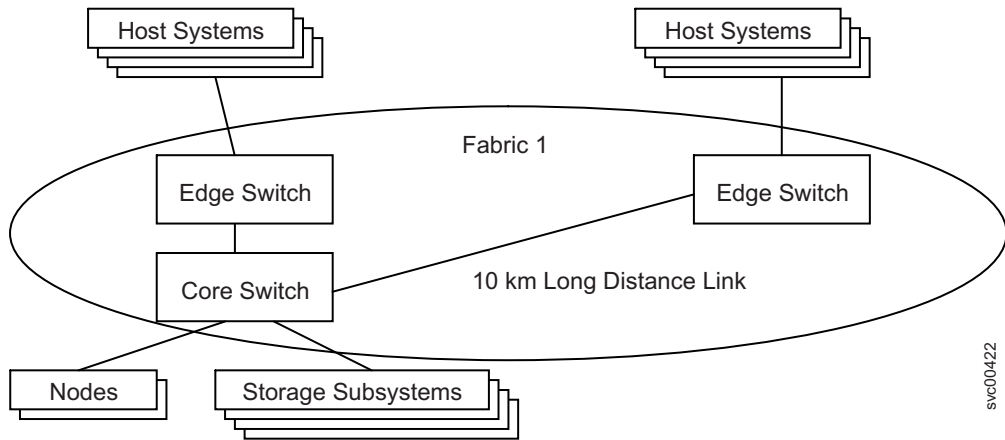 Host Systems
Host Systems
Fabric 1
Edge Switch
Edge Switch
Core Switch
10 km Long Distance Link
Nodes
Storage Subsystems
svc00422